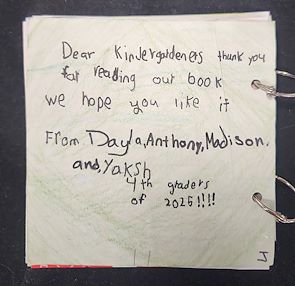 Dear Kindergardeners thank you
for reading our book
we hope you like it
From, Dayla, Anthony, Madison,
and, Yaksh
4th graders
of 2025!!!!